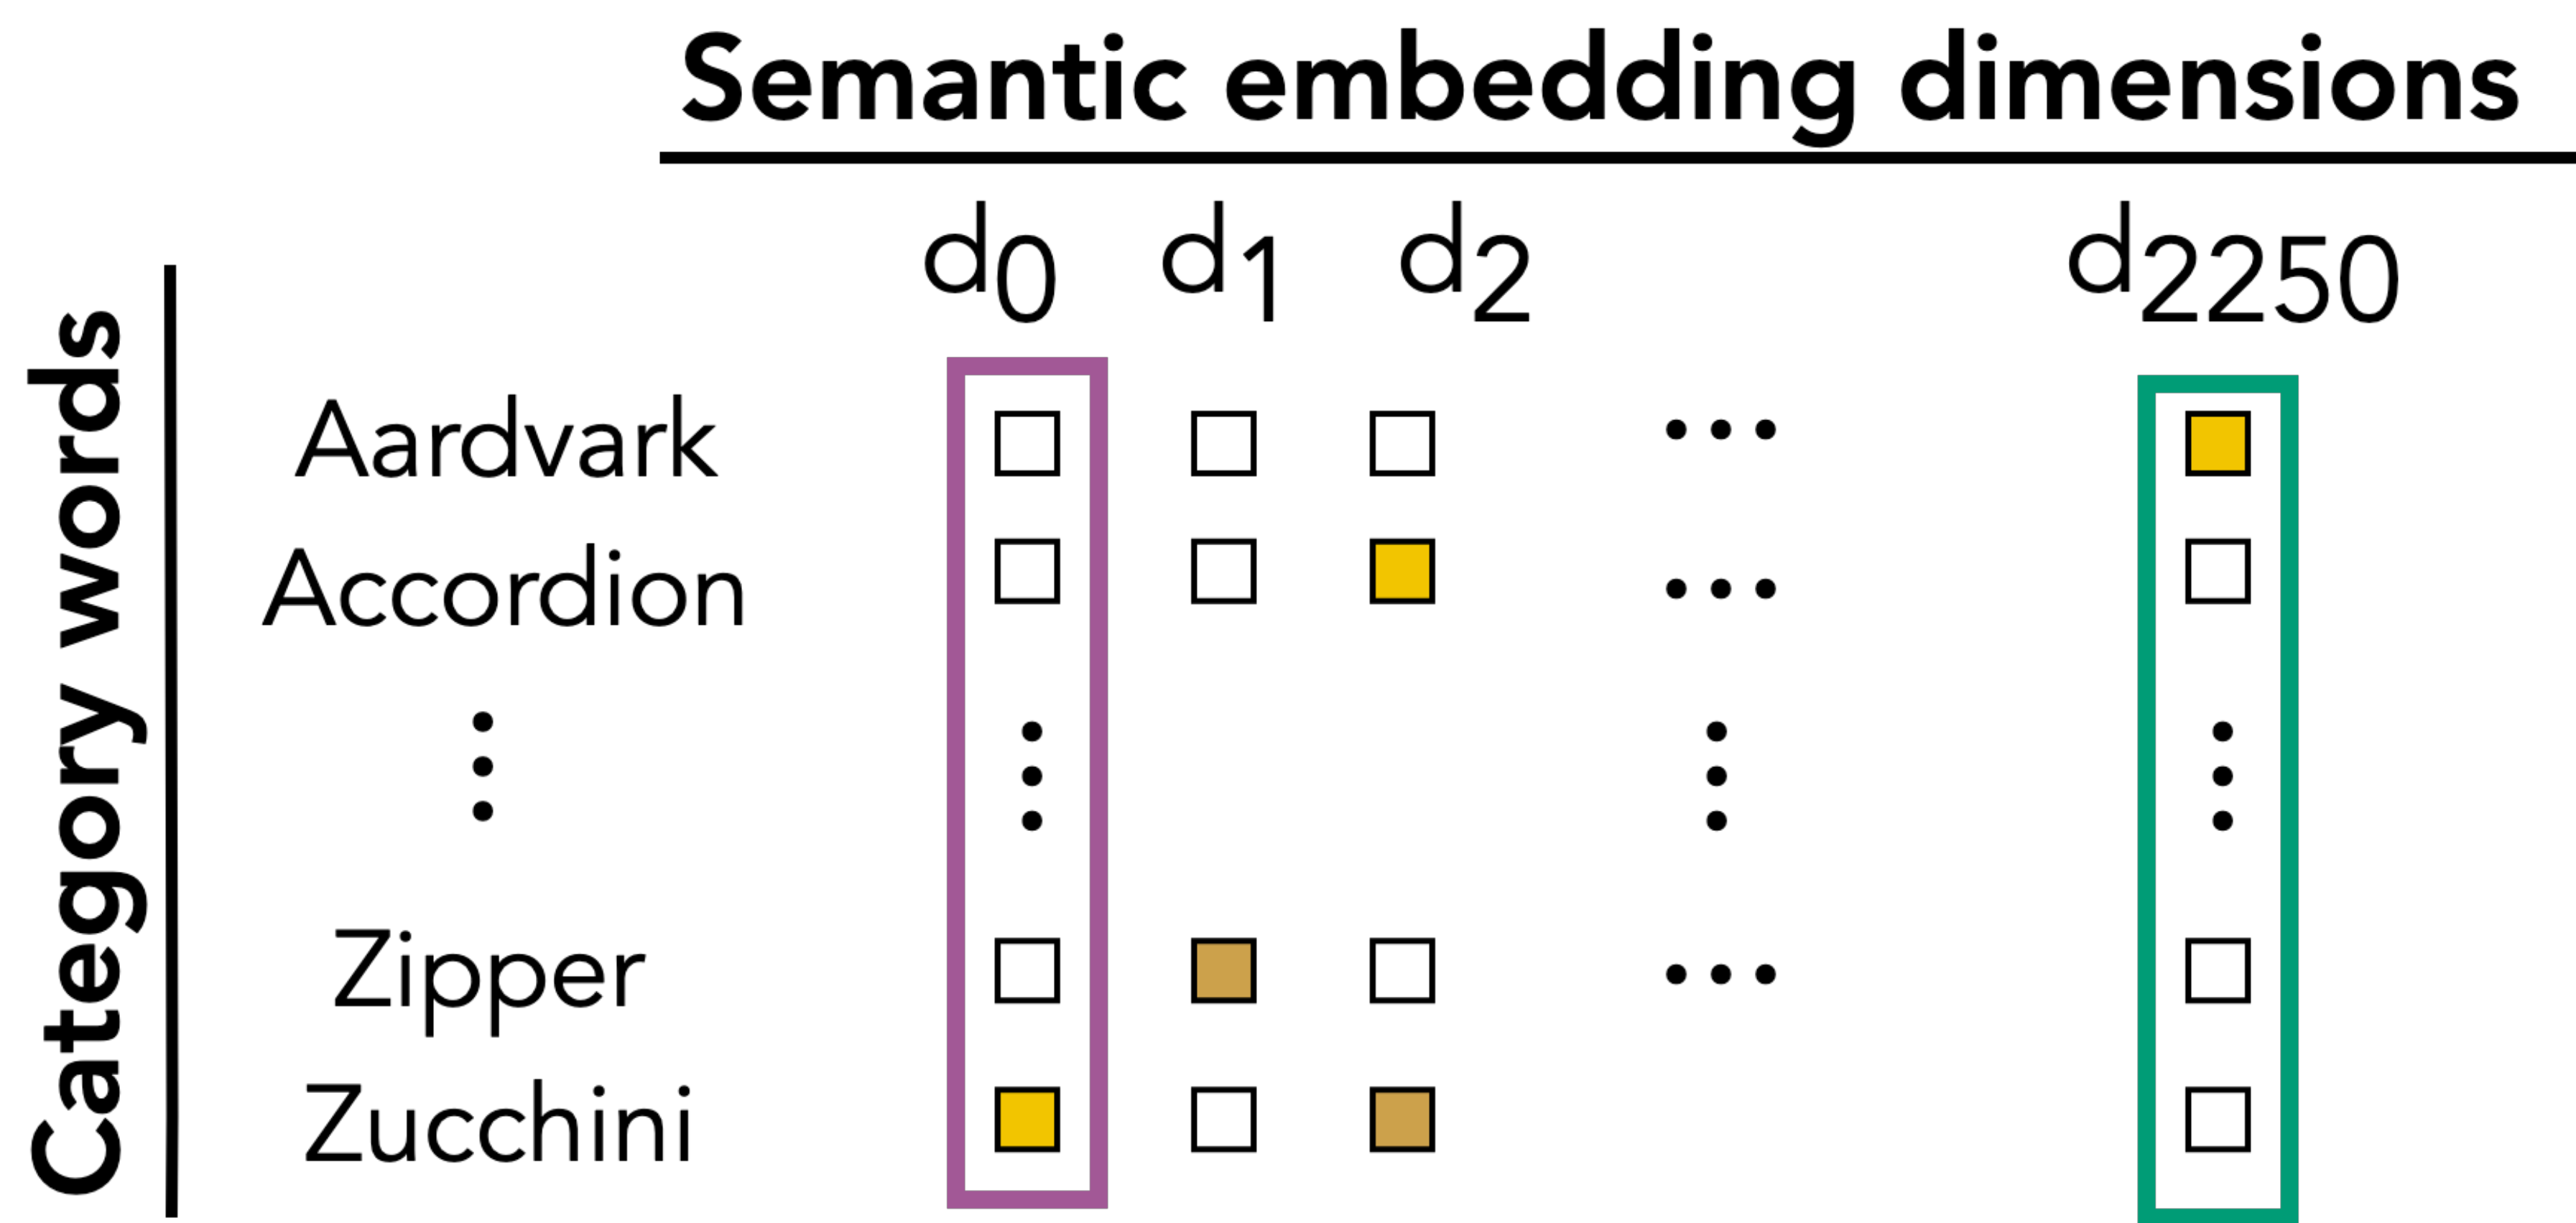 Semantic embedding dimensions
d0 d1 d2 d2250
Category words
Aardvark ...
Accordion ...
Zipper ...
Zucchini